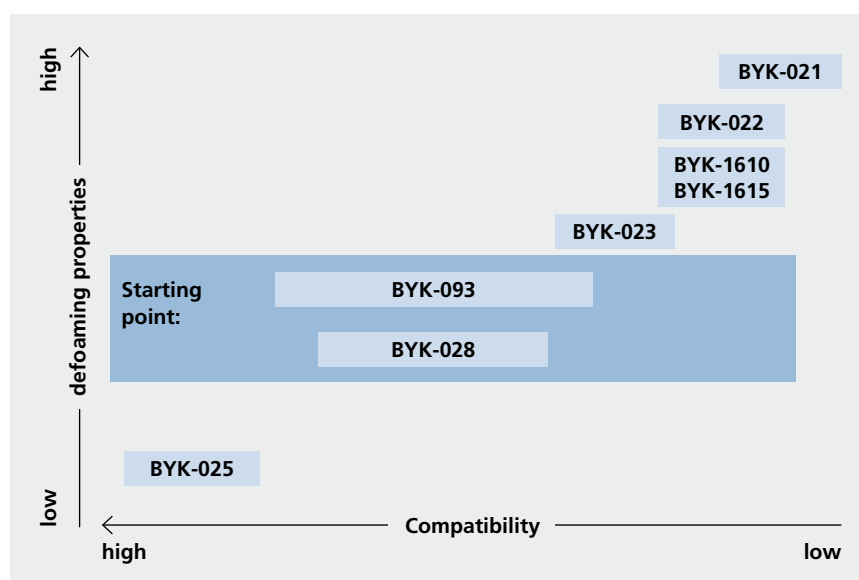 high
BYK-021
BYK-022
BYK-1610
BYK-1615
BYK-023
defoaming properties
Starting
point:
BYK-093
BYK-028
BYK-025
low
Compatibility
high
low